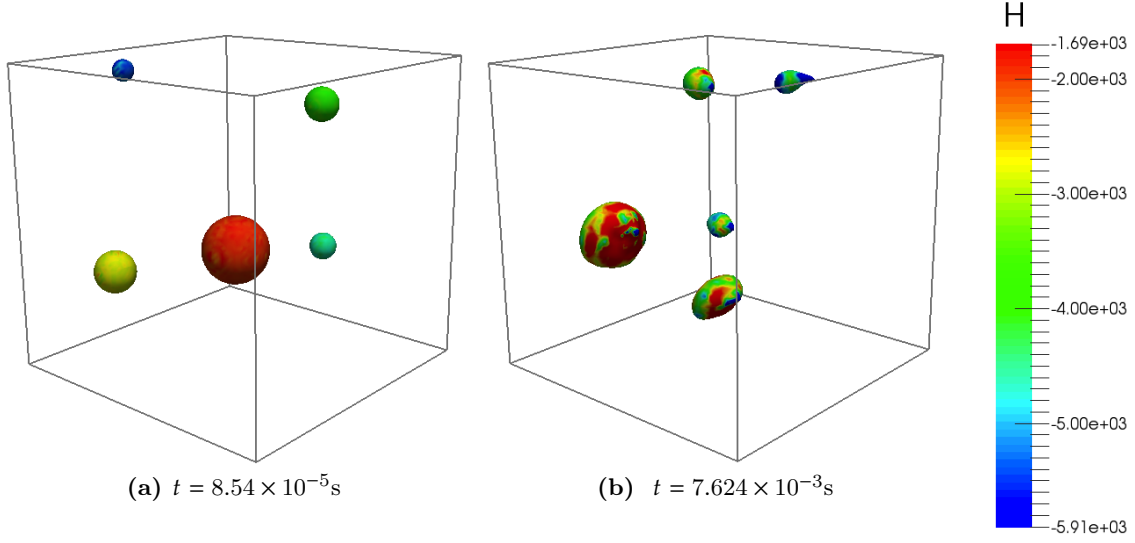 H
-1.69e+03
-2.00e+03
-3.00e+03
-4.00e+03
-5.00e+03
-5.91e+03
(a) t = 8.54 × 10⁻⁵s
(b) t = 7.624 × 10⁻³s